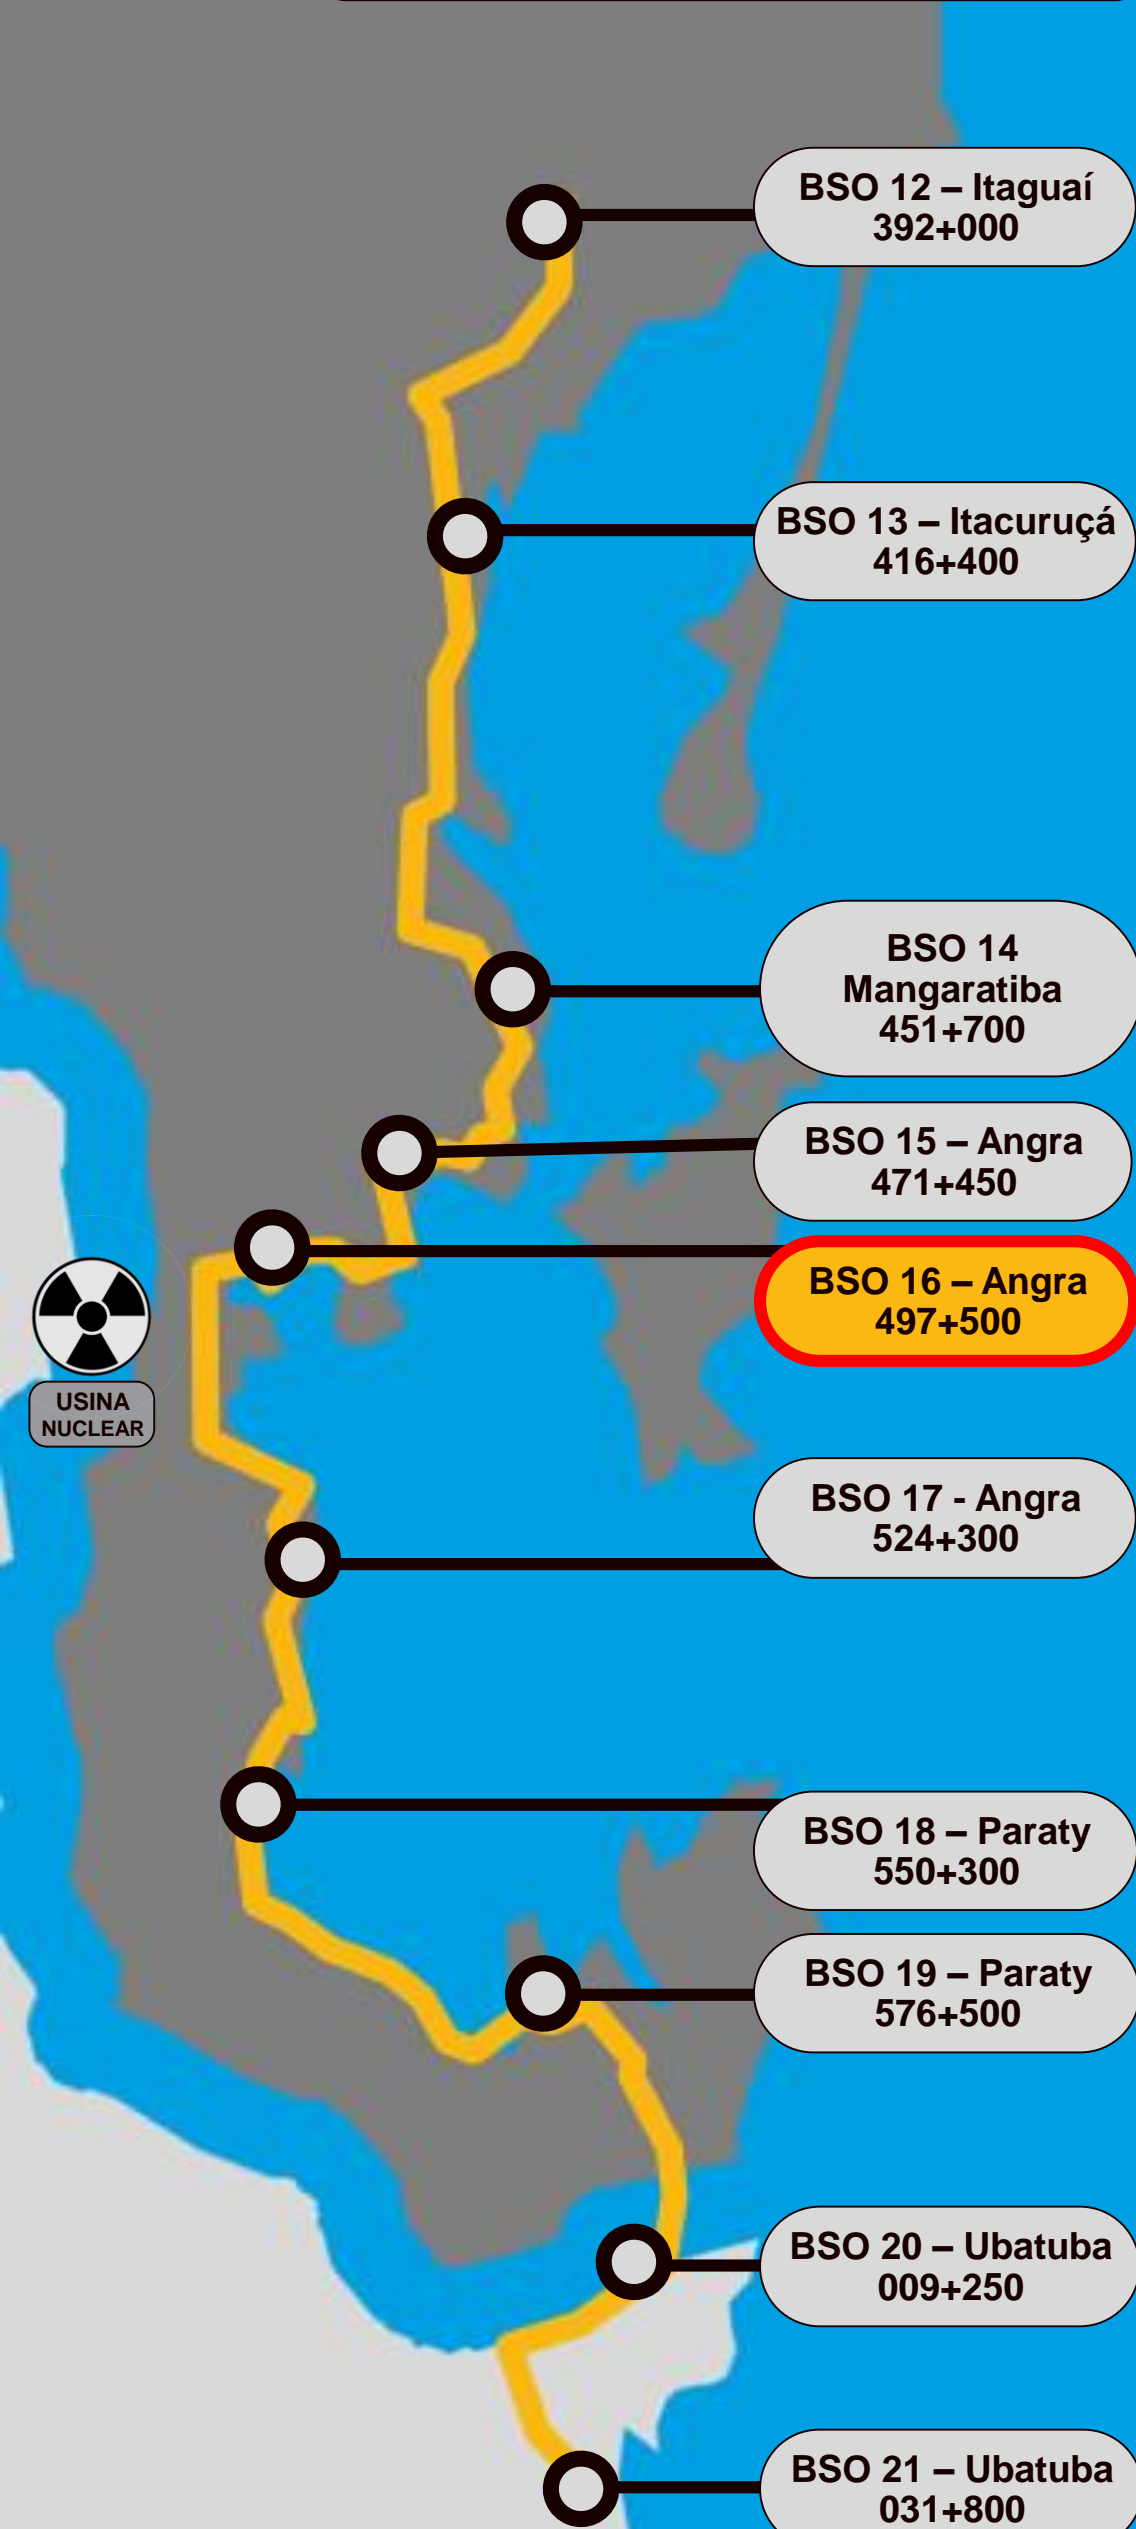 BSO 12 – Itaguaí
392+000
BSO 13 – Itacuruçá
416+400
BSO 14
Mangaratiba
451+700
BSO 15 – Angra
471+450
BSO 16 – Angra
497+500
USINA
NUCLEAR
BSO 17 - Angra
524+300
BSO 18 – Paraty
550+300
BSO 19 – Paraty
576+500
BSO 20 – Ubatuba
009+250
BSO 21 – Ubatuba
031+800